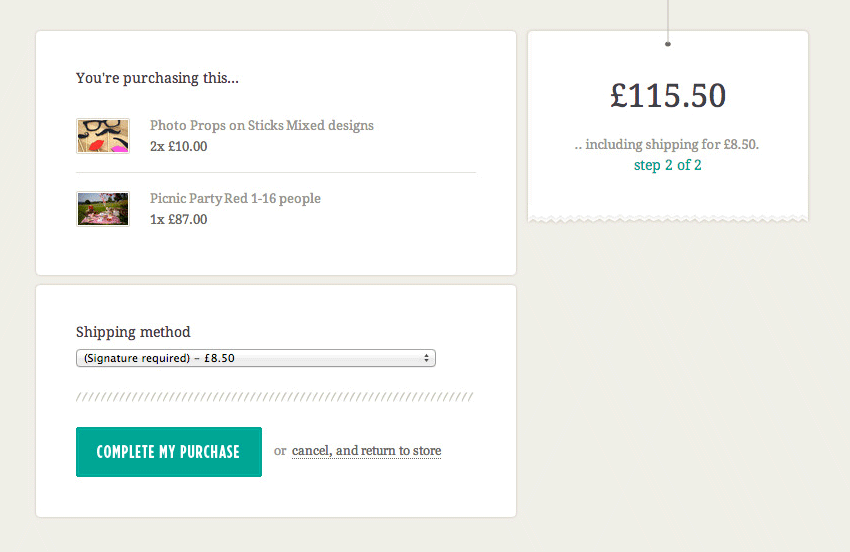 You're purchasing this...
Photo Props on Sticks Mixed designs
2x £10.00
Picnic Party Red 1-16 people
1x £87.00
£115.50
.. including shipping for £8.50.
step 2 of 2
Shipping method
(Signature required) - £8.50
COMPLETE MY PURCHASE or cancel, and return to store